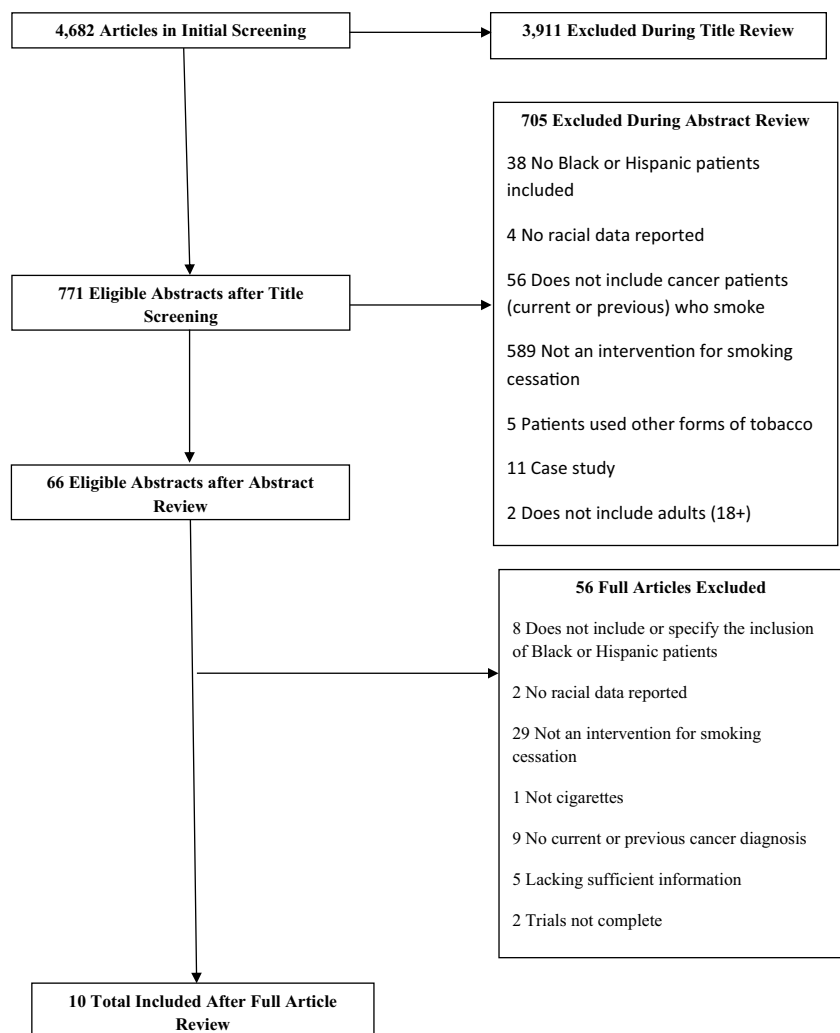 4,682 Articles in Initial Screening
3,911 Excluded During Title Review
705 Excluded During Abstract Review
38 No Black or Hispanic patients
included
4 No racial data reported
56 Does not include cancer patients
(current or previous) who smoke
589 Not an intervention for smoking
cessation
5 Patients used other forms of tobacco
11 Case study
2 Does not include adults (18+)
771 Eligible Abstracts after Title
Screening
66 Eligible Abstracts after Abstract
Review
56 Full Articles Excluded
8 Does not include or specify the inclusion
of Black or Hispanic patients
2 No racial data reported
29 Not an intervention for smoking
cessation
1 Not cigarettes
9 No current or previous cancer diagnosis
5 Lacking sufficient information
2 Trials not complete
10 Total Included After Full Article
Review